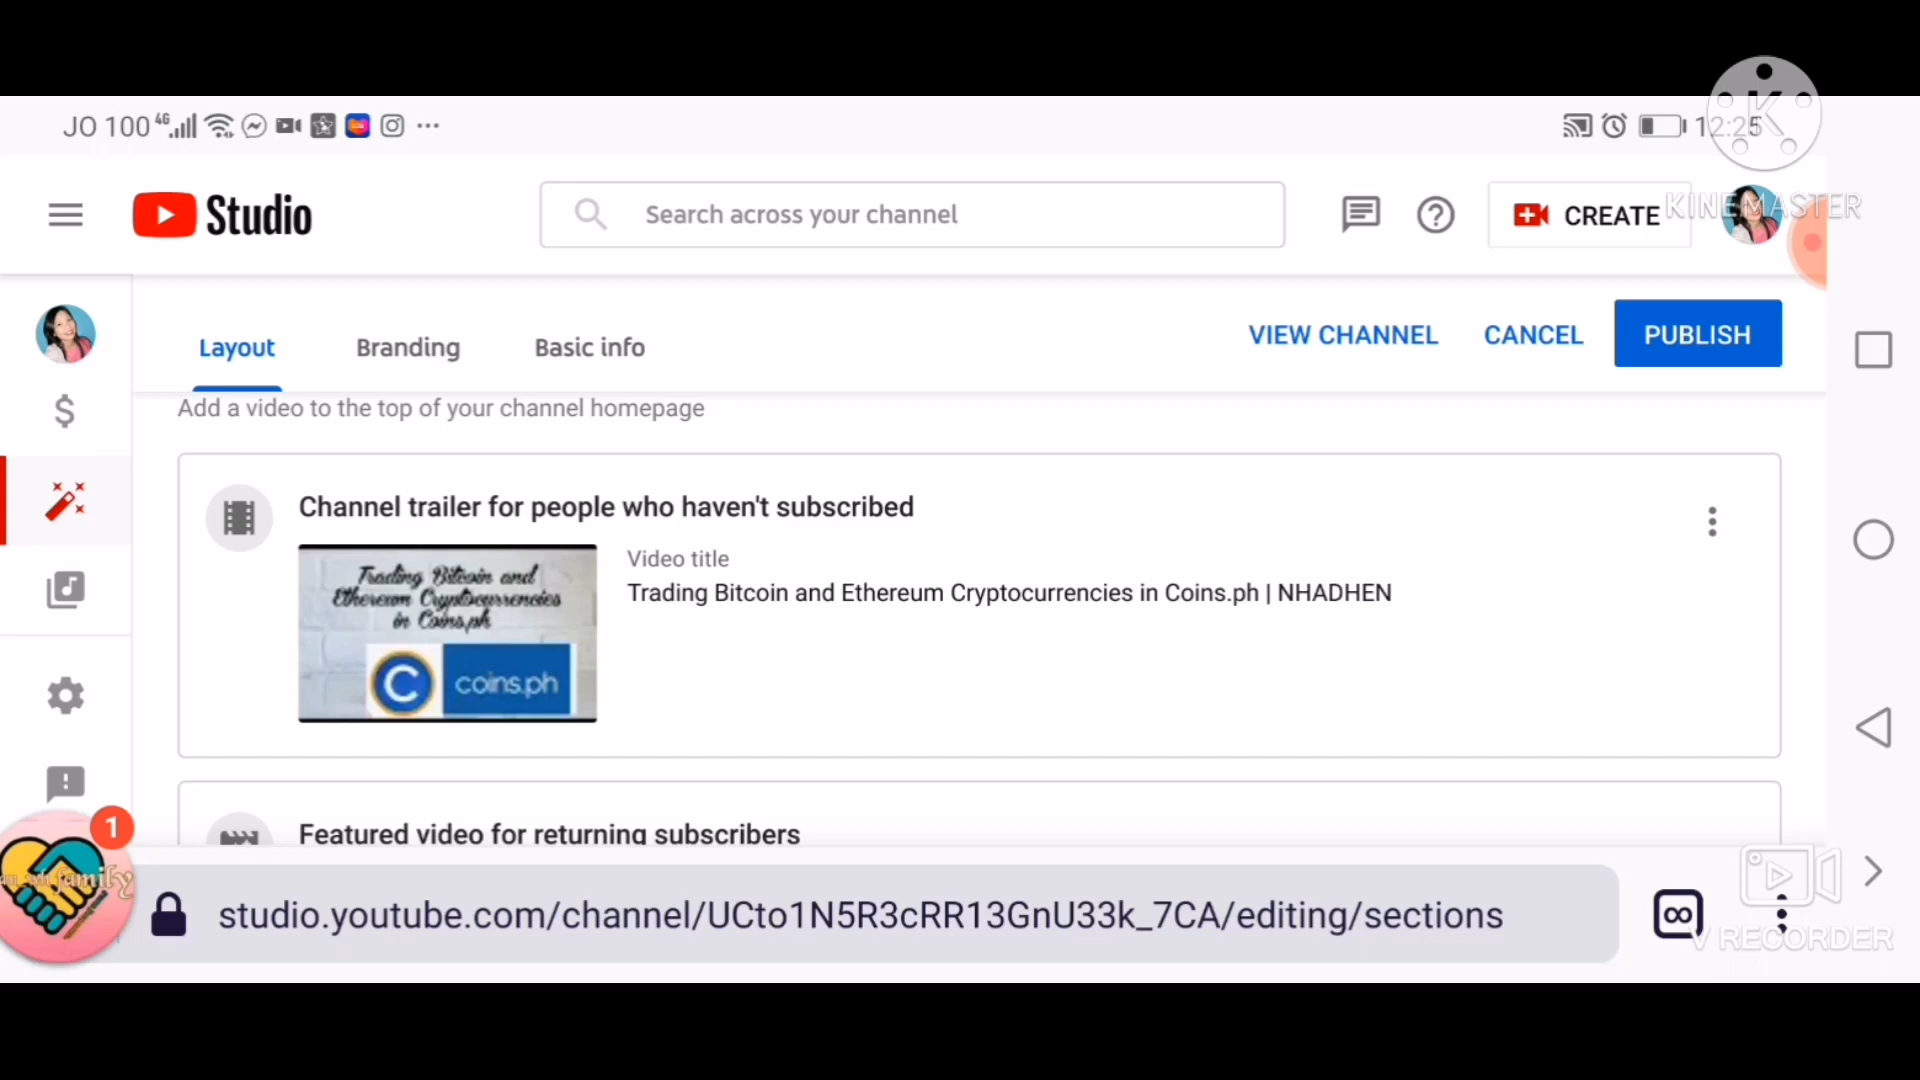 JO 100 4G 12:25
KINEMASTER
Studio
Search across your channel
CREATE
Layout
Branding
Basic info
VIEW CHANNEL
CANCEL
PUBLISH
Add a video to the top of your channel homepage
Channel trailer for people who haven't subscribed
Trading Bitcoin and
Ethereum Cryptocurrencies
in Coins.ph
coins.ph
Video title
Trading Bitcoin and Ethereum Cryptocurrencies in Coins.ph | NHADHEN
Featured video for returning subscribers
1
family
studio.youtube.com/channel/UCto1N5R3cRR13GnU33k_7CA/editing/sections
V RECORDER